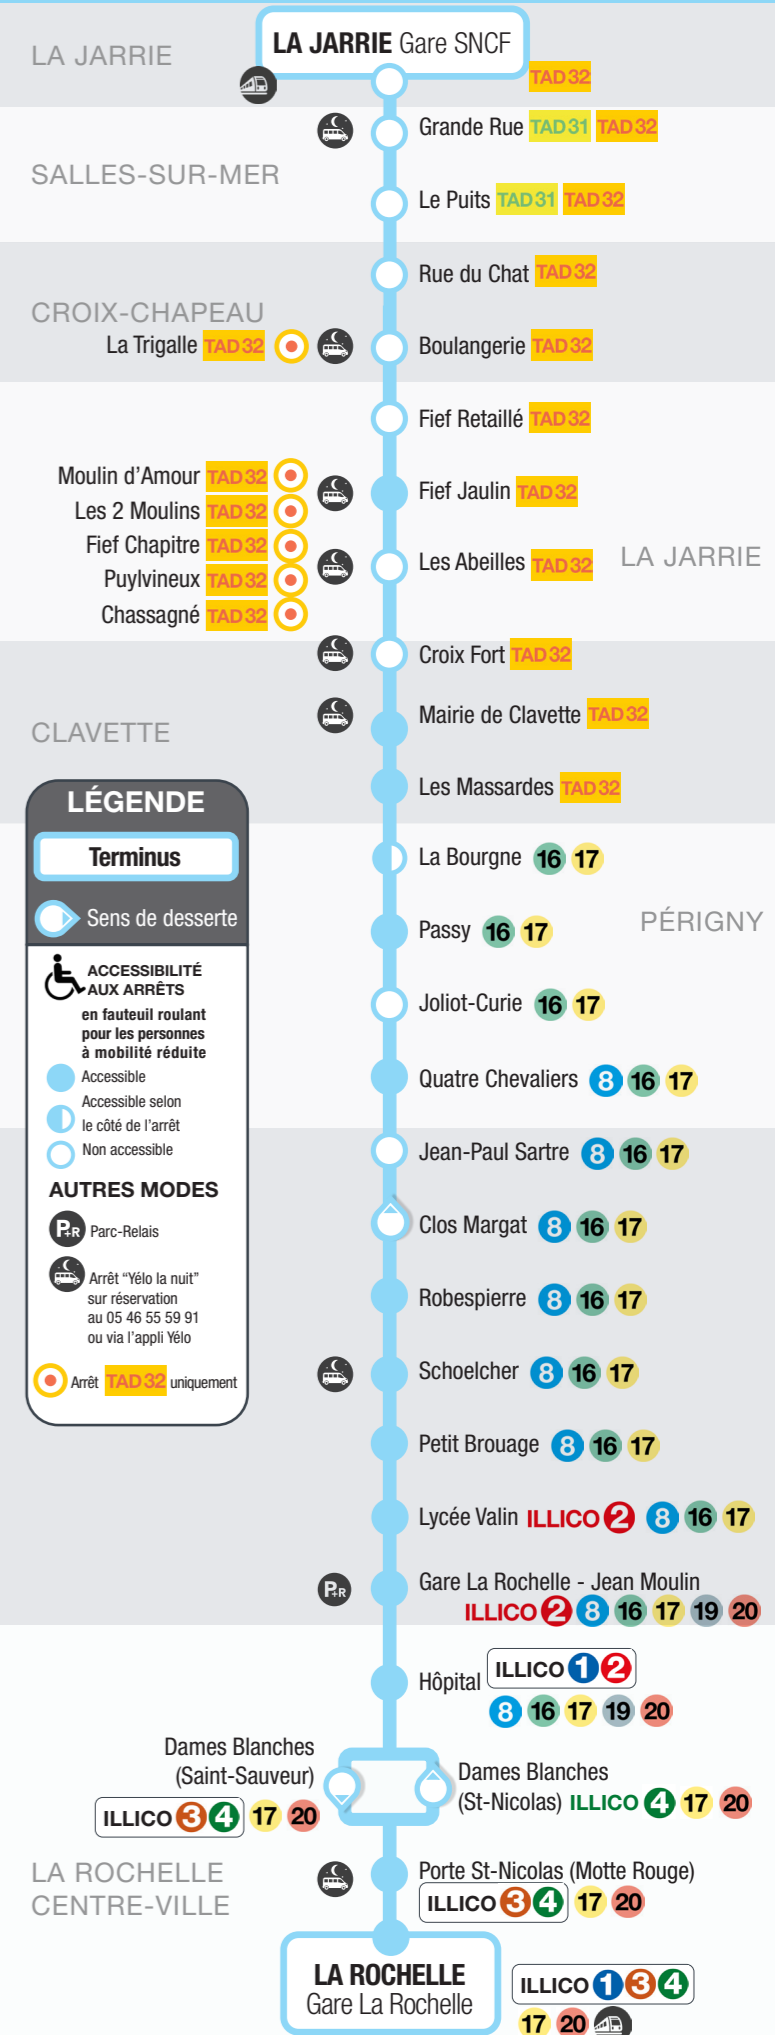 LA JARRIE Gare SNCF
LA JARRIE
TAD 32
Grande Rue TAD 31 TAD 32
SALLES-SUR-MER
Le Puits TAD 31 TAD 32
Rue du Chat TAD 32
CROIX-CHAPEAU
La Trigalle TAD 32
Boulangerie TAD 32
Fief Retaillé TAD 32
Moulin d'Amour TAD 32
Les 2 Moulins TAD 32
Fief Chapitre TAD 32
Puylvineux TAD 32
Chassagné TAD 32
Fief Jaulin TAD 32
Les Abeilles TAD 32
LA JARRIE
Croix Fort TAD 32
Mairie de Clavette TAD 32
CLAVETTE
Les Massardes TAD 32
La Bourgne 16 17
PÉRIGNY
Passy 16 17
Joliot-Curie 16 17
Quatre Chevaliers 8 16 17
Jean-Paul Sartre 8 16 17
Clos Margat 8 16 17
Robespierre 8 16 17
Schoelcher 8 16 17
Petit Brouage 8 16 17
Lycée Valin ILLICO 2 8 16 17
P+R
Gare La Rochelle - Jean Moulin
ILLICO 2 8 16 17 19 20
Hôpital ILLICO 1 2
8 16 17 19 20
Dames Blanches
(Saint-Sauveur)
ILLICO 3 4 17 20
Dames Blanches
(St-Nicolas) ILLICO 4 17 20
LA ROCHELLE
CENTRE-VILLE
Porte St-Nicolas (Motte Rouge)
ILLICO 3 4 17 20
LA ROCHELLE
Gare La Rochelle
ILLICO 1 3 4
17 20
LÉGENDE
Terminus
Sens de desserte
ACCESSIBILITÉ
AUX ARRÊTS
en fauteuil roulant
pour les personnes
à mobilité réduite
Accessible
Accessible selon
le côté de l'arrêt
Non accessible
AUTRES MODES
P+R Parc-Relais
Arrêt "Yélo la nuit"
sur réservation
au 05 46 55 59 91
ou via l'appli Yélo
Arrêt TAD 32 uniquement